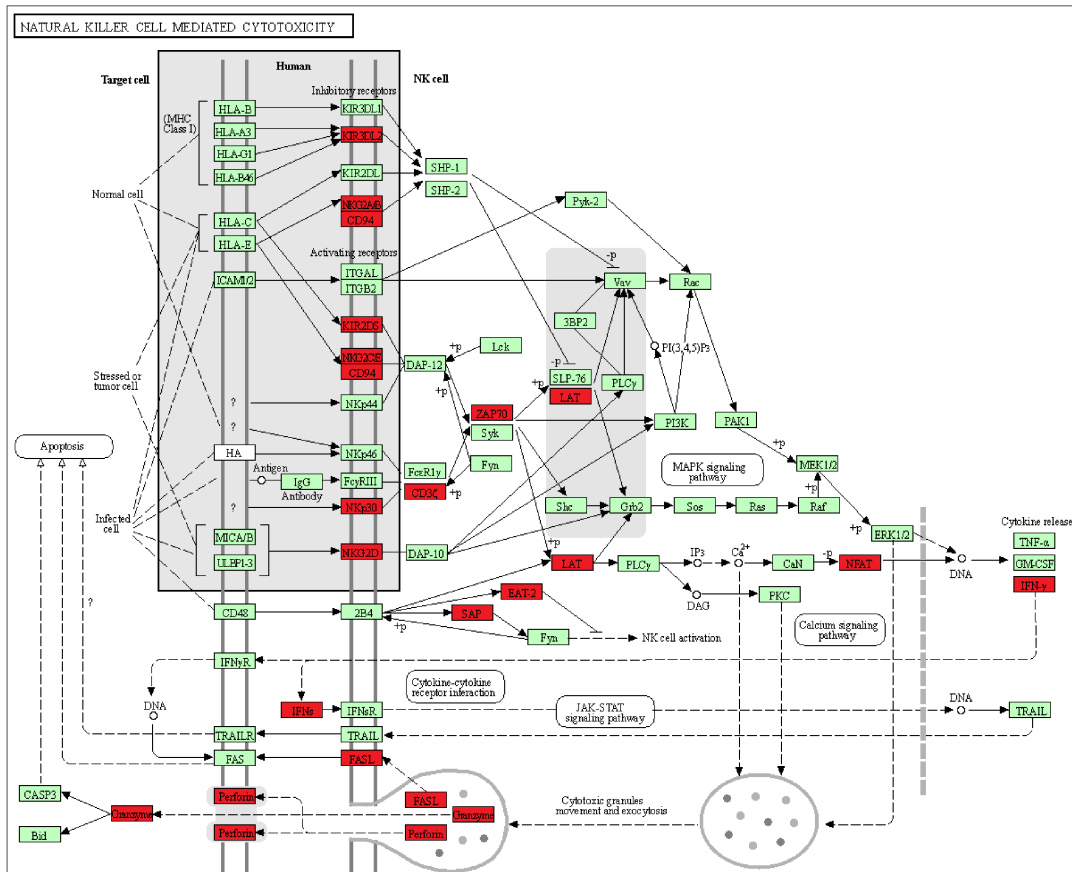 NATURAL KILLER CELL MEDIATED CYTOTOXICITY
Target cell
Human
NK cell
Inhibitory receptors
(MHC
Class I)
HLA-B
KIR3DL1
HLA-A3
KIR3DL2
HLA-G1
HLA-B46
KIR2DL
SHP-1
SHP-2
Normal cell
NKG2A/B
CD94
Pyk-2
HLA-C
HLA-E
Activating receptors
-p
ICAM1/2
ITGAL
ITGB2
Vav
Rac
KIR2DS
3BP2
PI(3,4,5)P3
+p
Lck
NKG2C/E
CD94
DAP-12
-p
+p
SLP-76
PLCγ
LAT
Stressed or
tumor cell
+p
?
NKp44
ZAP70
Syk
PI3K
PAK1
?
Apoptosis
HA
NKp46
+p
MEK1/2
Antigen
FcεR1γ
Fyn
MAPK signaling
pathway
IgG
FcγRIII
Antibody
CD3ζ
+p
+p
?
NKp30
Shc
Grb2
Sos
Ras
Raf
Infected
cell
+p
ERK1/2
Cytokine release
MICA/B
ULBP1-3
NKG2D
DAP-10
+p
LAT
PLCγ
IP3
Ca2+
CaN
-p
NFAT
DNA
TNF-α
GM-CSF
IFN-γ
DAG
PKC
?
EAT-2
CD48
2B4
SAP
+p
Fyn
NK cell activation
Calcium signaling
pathway
IFNγR
Cytokine-cytokine
receptor inferaction
DNA
IFNs
IFNsR
JAK-STAT
signaling pathway
DNA
TRAIL
TRAILR
TRAIL
FAS
FASL
CASP3
Perforin
FASL
Granzyme
Granzyme
Cytotoxic granules
movement and exocytosis
Bid
Perforin
Perforin